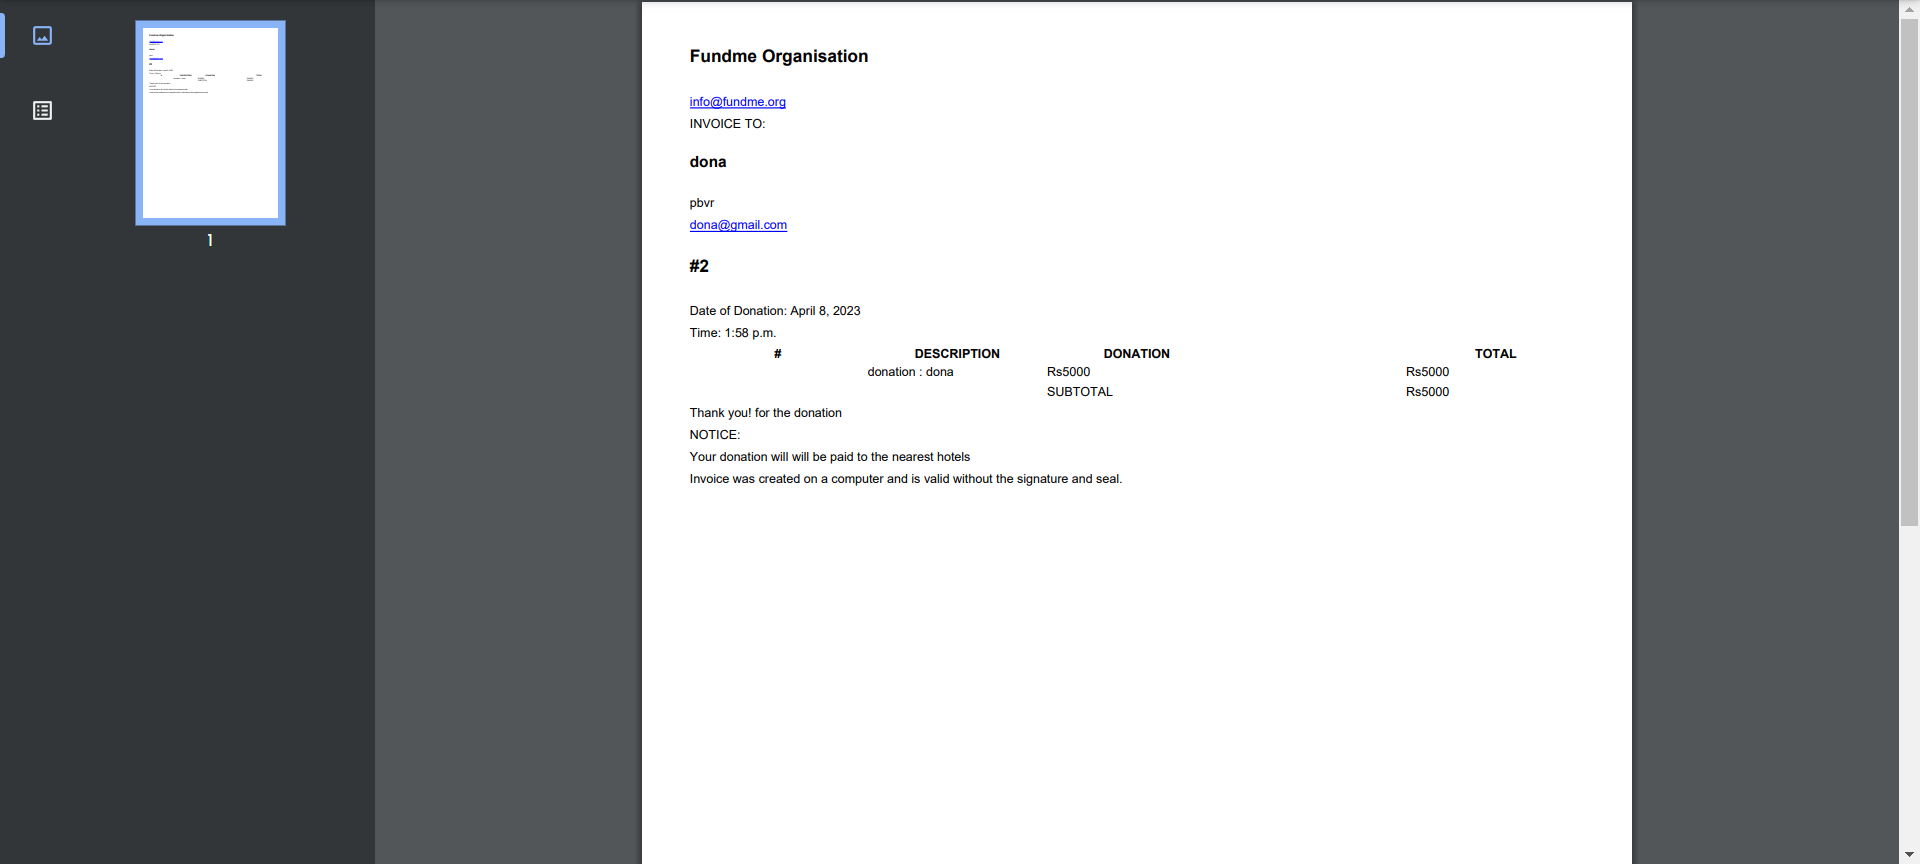 Fundme Organisation
info@fundme.org
INVOICE TO:
dona
pbvr
dona@gmail.com
#2
Date of Donation: April 8, 2023
Time: 1:58 p.m.
# DESCRIPTION DONATION TOTAL
donation : dona Rs5000 Rs5000
SUBTOTAL Rs5000
Thank you! for the donation
NOTICE:
Your donation will will be paid to the nearest hotels
Invoice was created on a computer and is valid without the signature and seal.
1